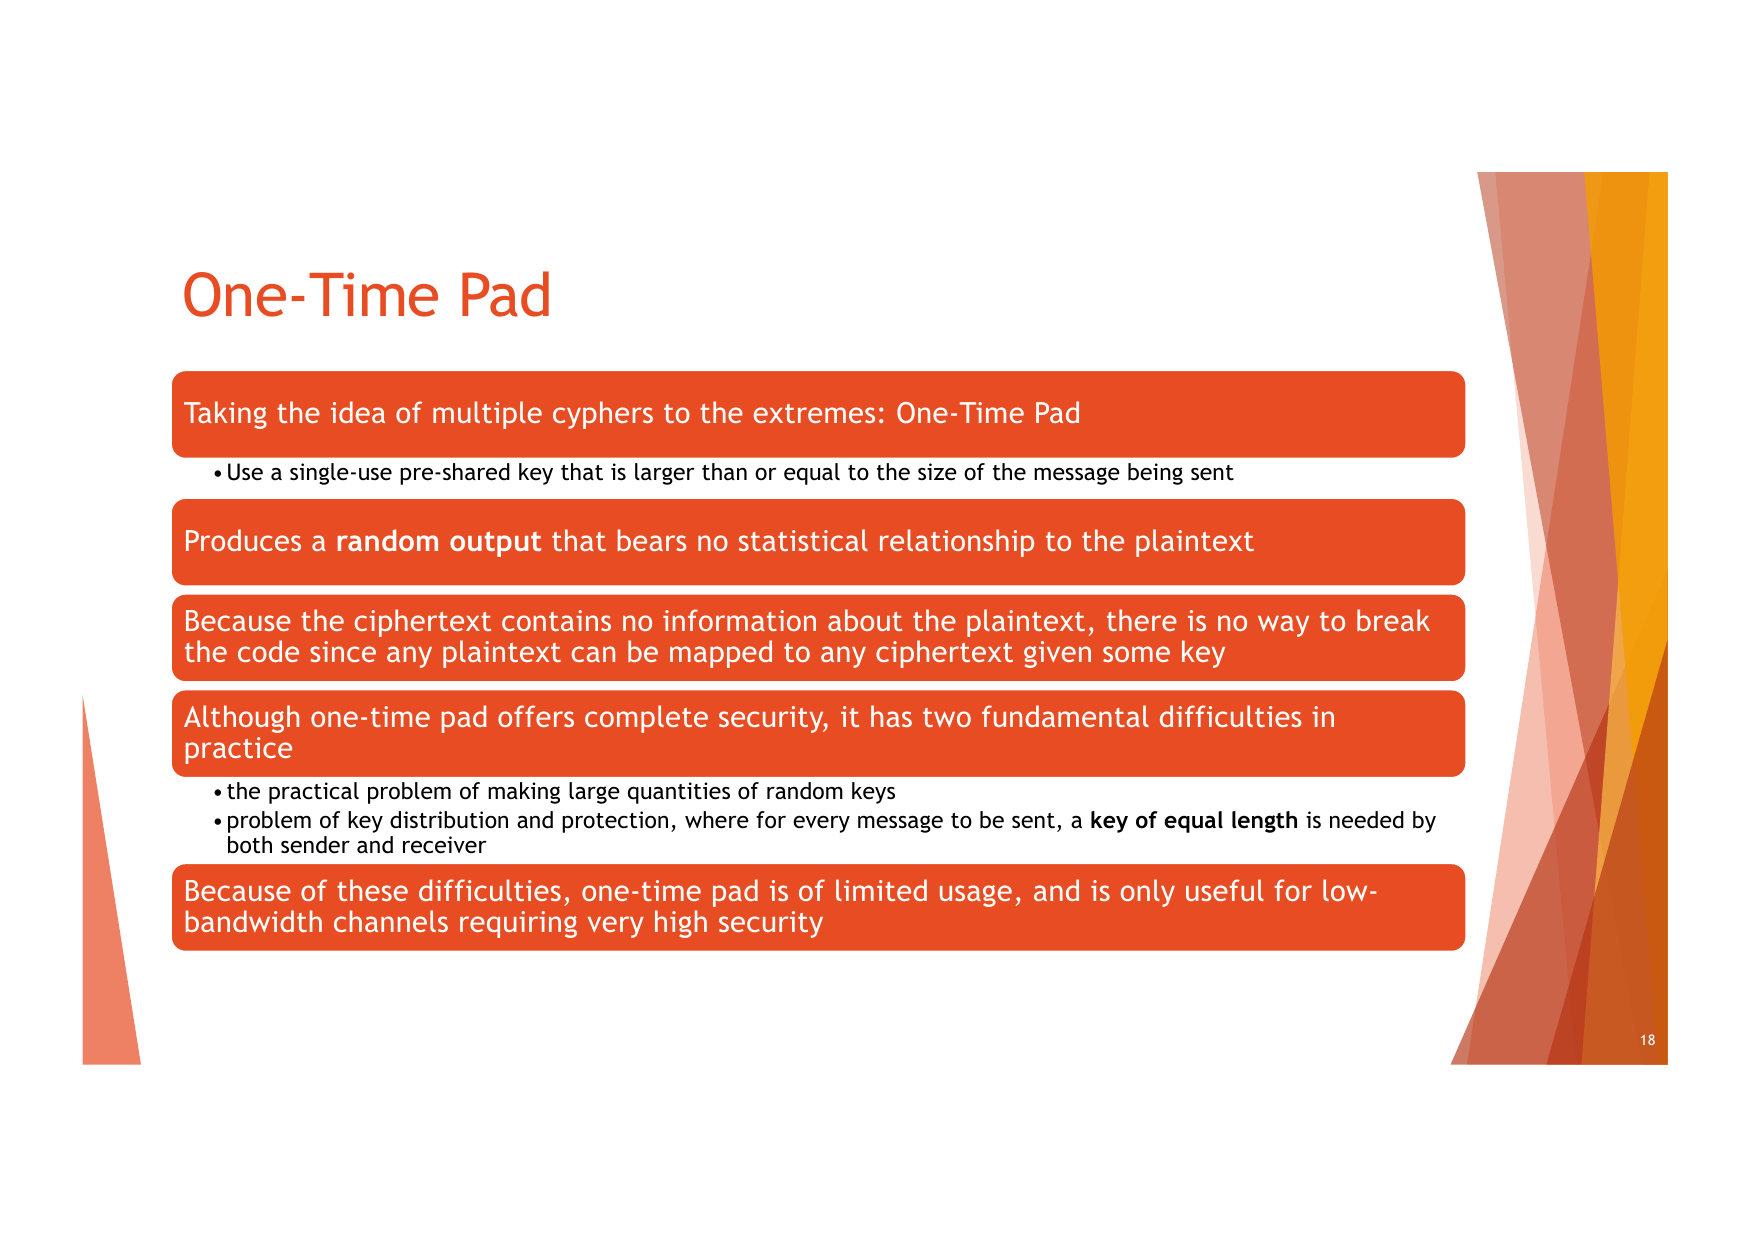 One-Time Pad
Taking the idea of multiple cyphers to the extremes: One-Time Pad
•Use a single-use pre-shared key that is larger than or equal to the size of the message being sent
Produces a random output that bears no statistical relationship to the plaintext
Because the ciphertext contains no information about the plaintext, there is no way to break
the code since any plaintext can be mapped to any ciphertext given some key
Although one-time pad offers complete security, it has two fundamental difficulties in
practice
•the practical problem of making large quantities of random keys
•problem of key distribution and protection, where for every message to be sent, a key of equal length is needed by
both sender and receiver
Because of these difficulties, one-time pad is of limited usage, and is only useful for low-
bandwidth channels requiring very high security
18